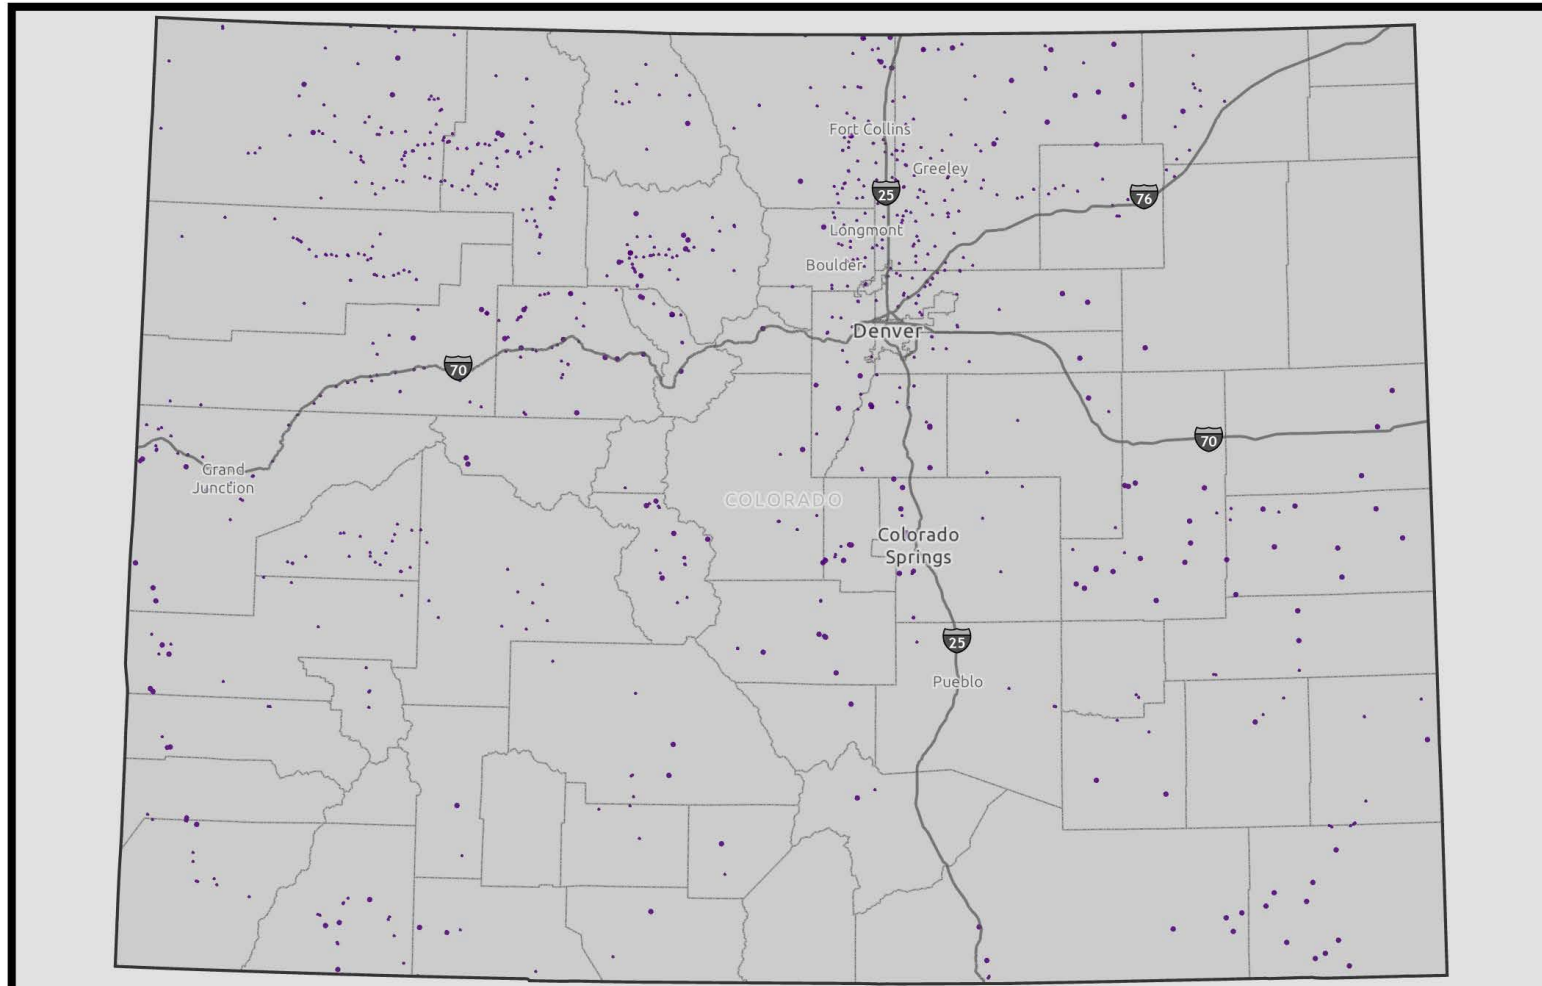 Fort Collins
Greeley
25
76
Longmont
Boulder
Denver
70
70
Grand
Junction
COLORADO
Colorado
Springs
25
Pueblo